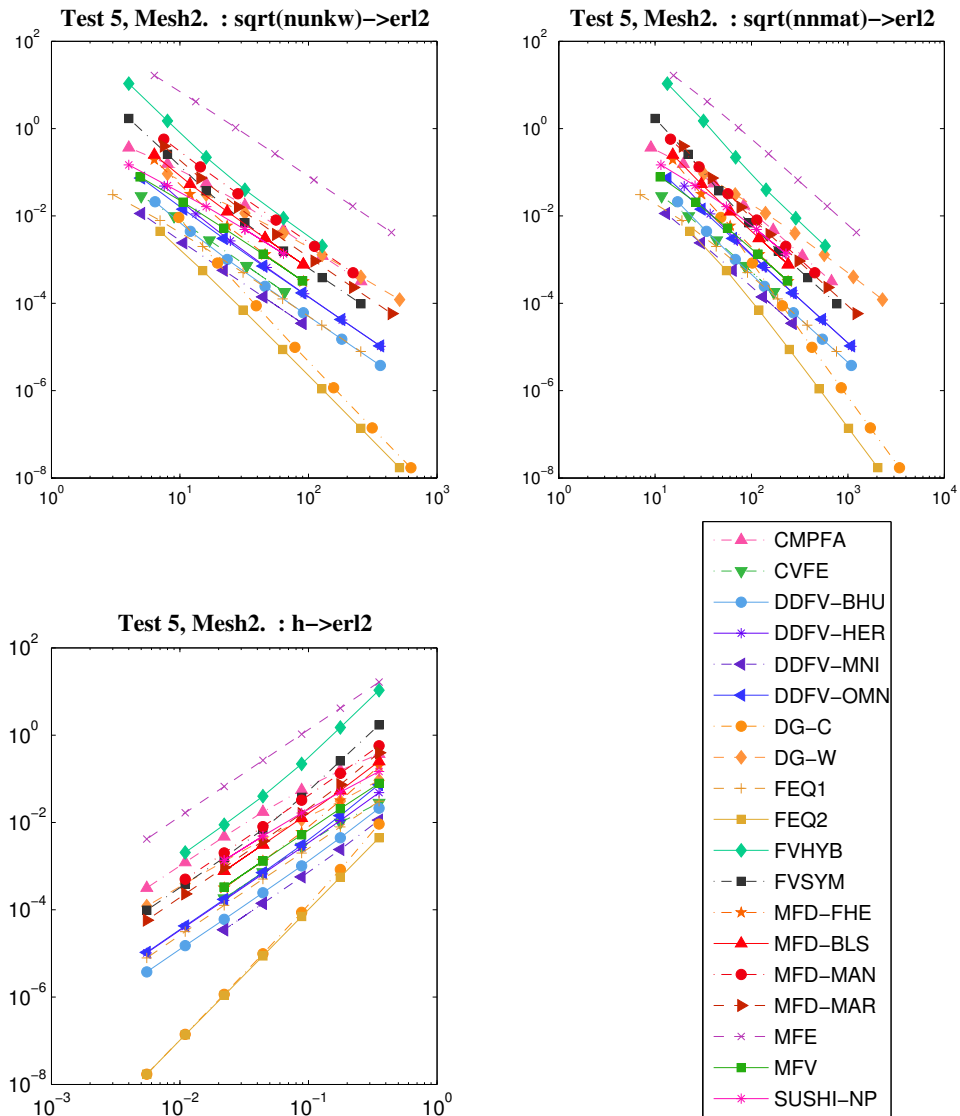 Test 5, Mesh2. : sqrt(nunkw)->erl2
10^2
10^0
10^-2
10^-4
10^-6
10^-8
10^0 10^1 10^2 10^3
Test 5, Mesh2. : sqrt(nnmat)->erl2
10^2
10^0
10^-2
10^-4
10^-6
10^-8
10^0 10^1 10^2 10^3 10^4
Test 5, Mesh2. : h->erl2
10^2
10^0
10^-2
10^-4
10^-6
10^-8
10^-3 10^-2 10^-1 10^0
CMPFA
CVFE
DDFV-BHU
DDFV-HER
DDFV-MNI
DDFV-OMN
DG-C
DG-W
FEQ1
FEQ2
FVHYB
FVSYM
MFD-FHE
MFD-BLS
MFD-MAN
MFD-MAR
MFE
MFV
SUSHI-NP